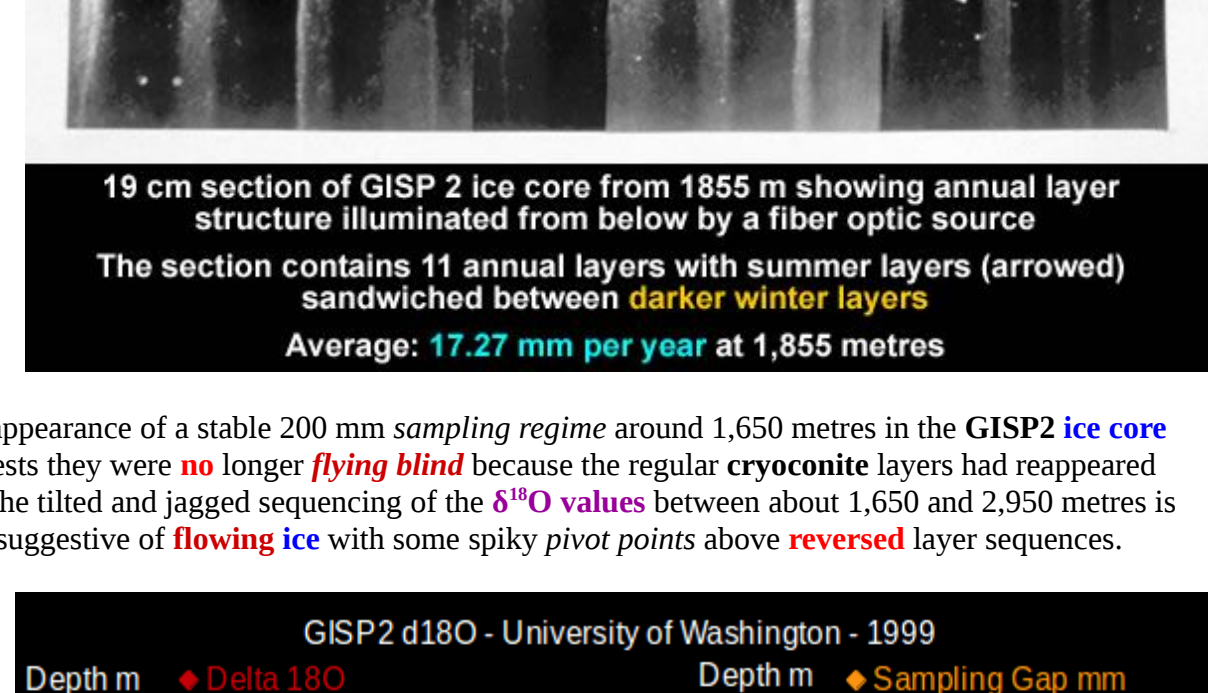 19 cm section of GISP 2 ice core from 1855 m showing annual layer
structure illuminated from below by a fiber optic source
The section contains 11 annual layers with summer layers (arrowed)
sandwiched between darker winter layers
Average: 17.27 mm per year at 1,855 metres
appearance of a stable 200 mm sampling regime around 1,650 metres in the GISP2 ice core
ests they were no longer flying blind because the regular cryoconite layers had reappeared
he tilted and jagged sequencing of the δ¹⁸O values between about 1,650 and 2,950 metres is
suggestive of flowing ice with some spiky pivot points above reversed layer sequences.
GISP2 d18O - University of Washington - 1999
Depth m ◆ Delta 18O Depth m ◆ Sampling Gap mm